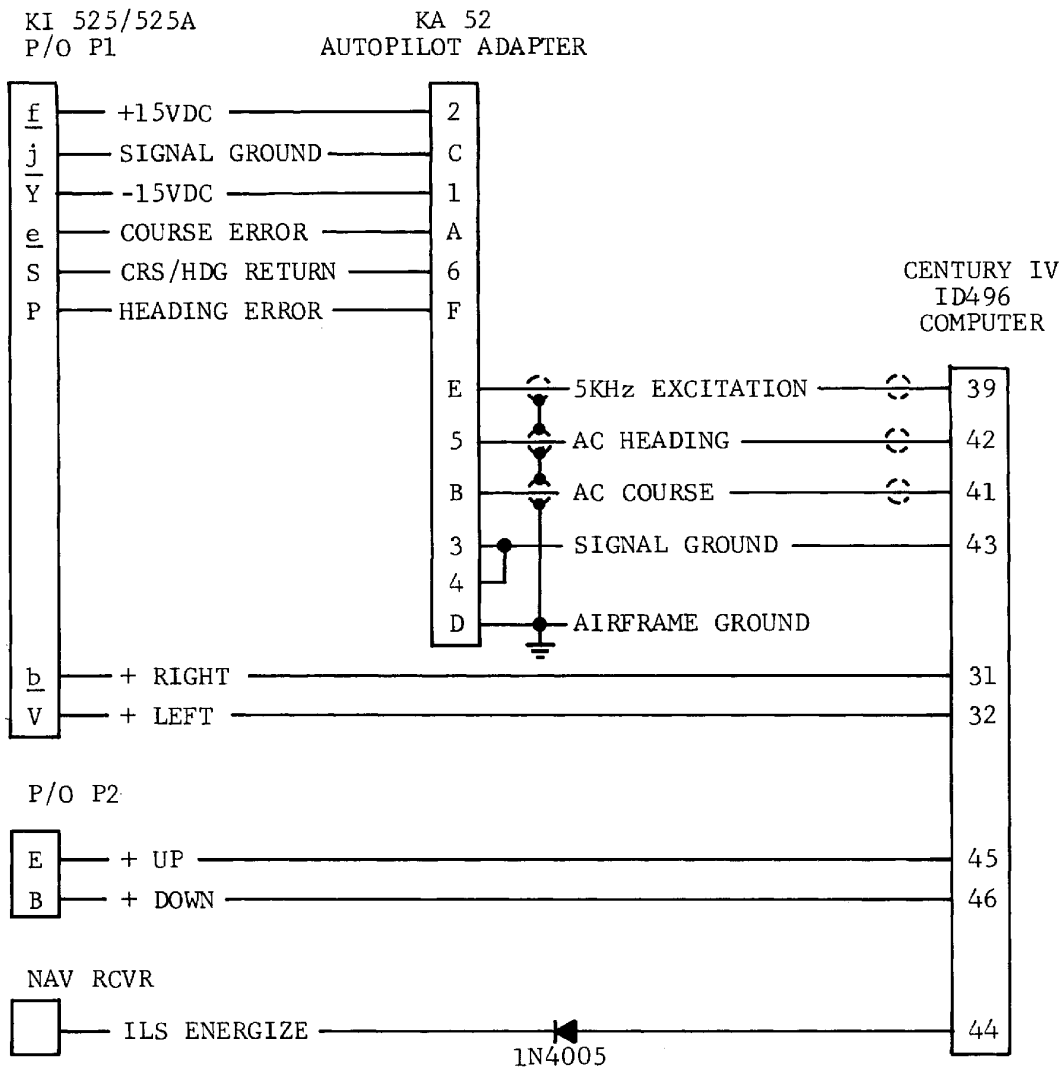 KI 525/525A
P/O P1
KA 52
AUTOPILOT ADAPTER
f +15VDC 2
j SIGNAL GROUND C
Y -15VDC 1
e COURSE ERROR A
S CRS/HDG RETURN 6
P HEADING ERROR F
CENTURY IV
ID496
COMPUTER
E 5KHz EXCITATION 39
5 AC HEADING 42
B AC COURSE 41
3 SIGNAL GROUND 43
4
D AIRFRAME GROUND
b + RIGHT 31
V + LEFT 32
P/O P2
E + UP 45
B + DOWN 46
NAV RCVR
ILS ENERGIZE 44
1N4005